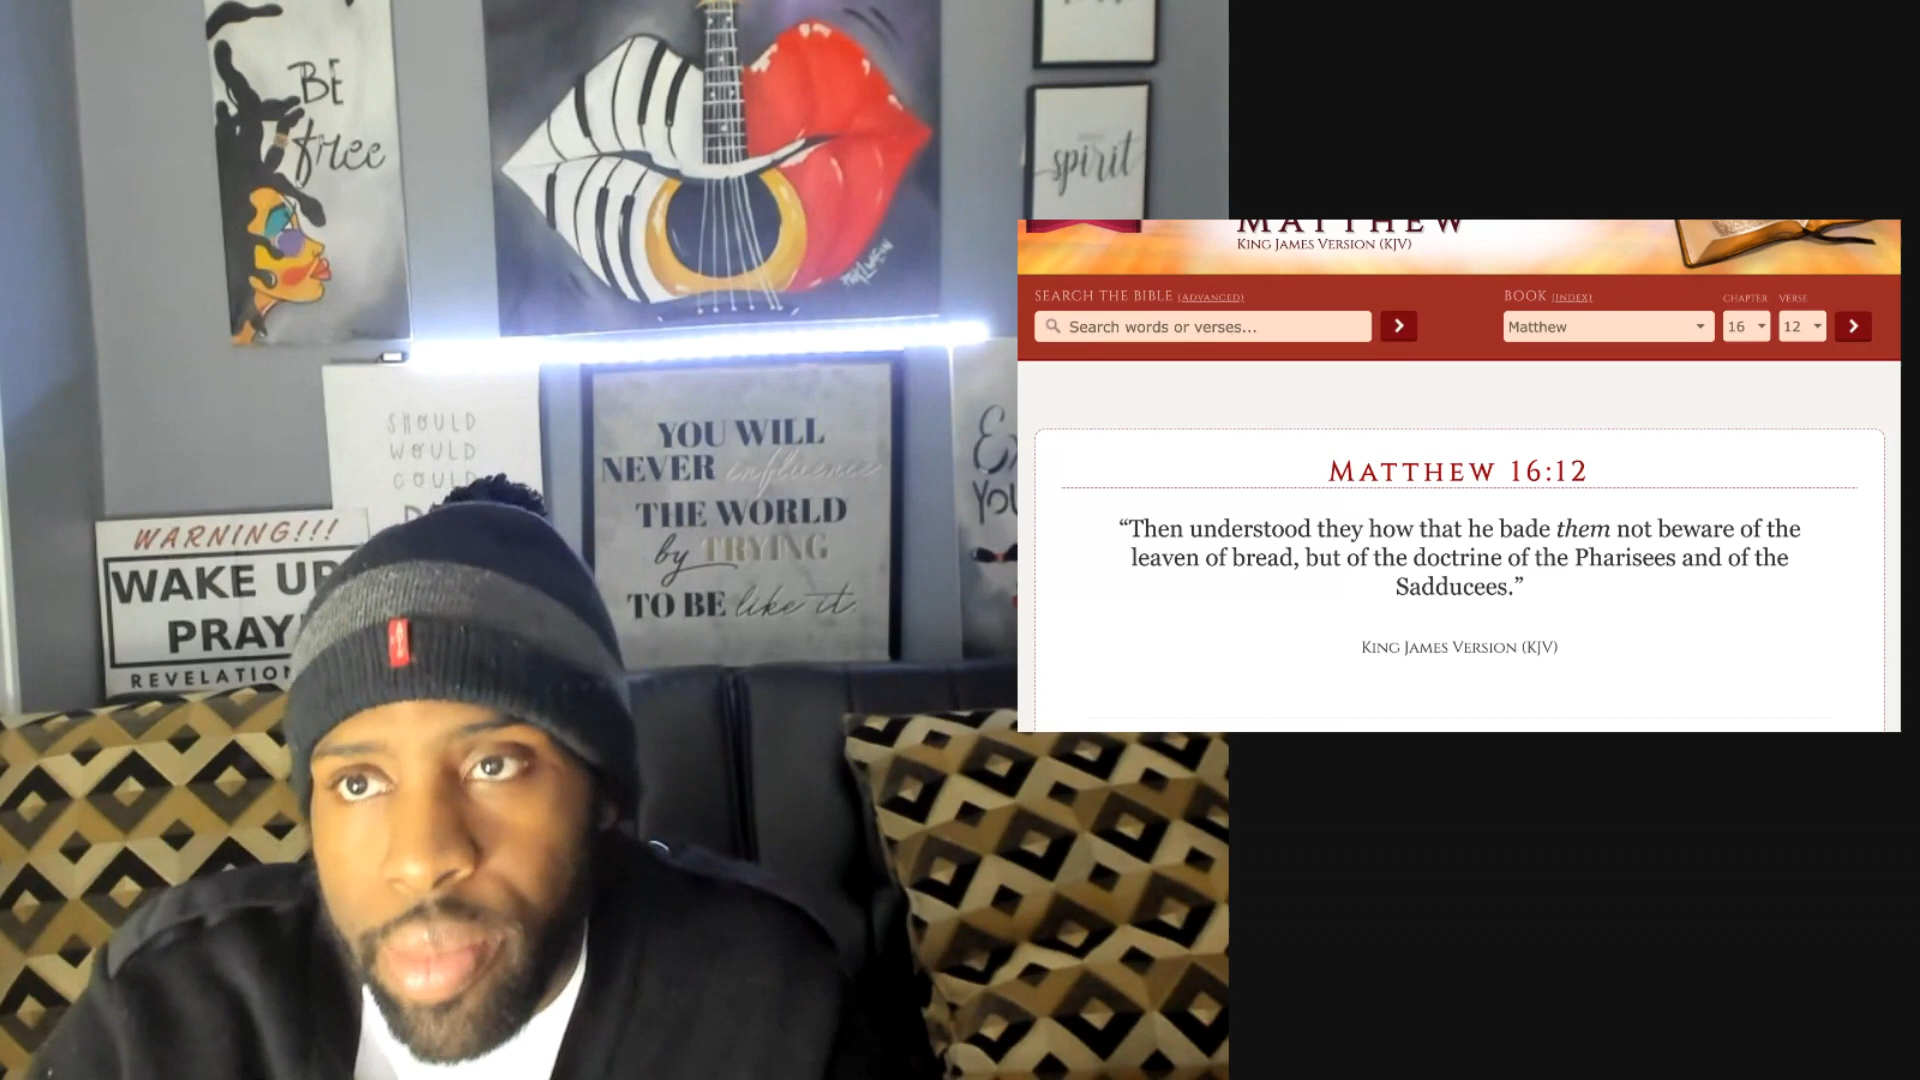 BE
free
spirit
SHOULD
WOULD
COULD
YOU WILL
NEVER influence
THE WORLD
by TRYING
TO BE like it.
WARNING!!!
WAKE UP
PRAY
REVELATION
YOU
MATTHEW
KING JAMES VERSION (KJV)
SEARCH THE BIBLE (ADVANCED)
Search words or verses...
BOOK (INDEX)
CHAPTER VERSE
Matthew 16 12
MATTHEW 16:12
“Then understood they how that he bade them not beware of the
leaven of bread, but of the doctrine of the Pharisees and of the
Sadducees.”
KING JAMES VERSION (KJV)